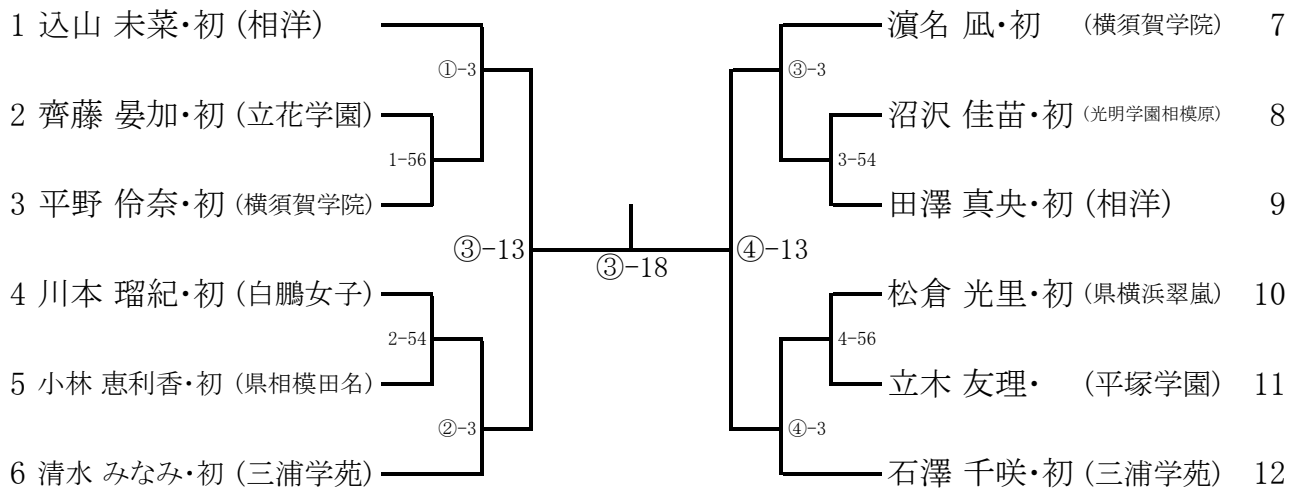 1 込山 未菜・初 (相洋)
①-3
2 齊藤 晏加・初 (立花学園)
1-56
3 平野 伶奈・初 (横須賀学院)
③-13
4 川本 瑠紀・初 (白鵬女子)
2-54
5 小林 恵利香・初 (県相模田名)
②-3
6 清水 みなみ・初 (三浦学苑)
③-18
濵名 凪・初 (横須賀学院) 7
③-3
沼沢 佳苗・初 (光明学園相模原) 8
3-54
田澤 真央・初 (相洋) 9
④-13
松倉 光里・初 (県横浜翠嵐) 10
4-56
立木 友理・ (平塚学園) 11
④-3
石澤 千咲・初 (三浦学苑) 12